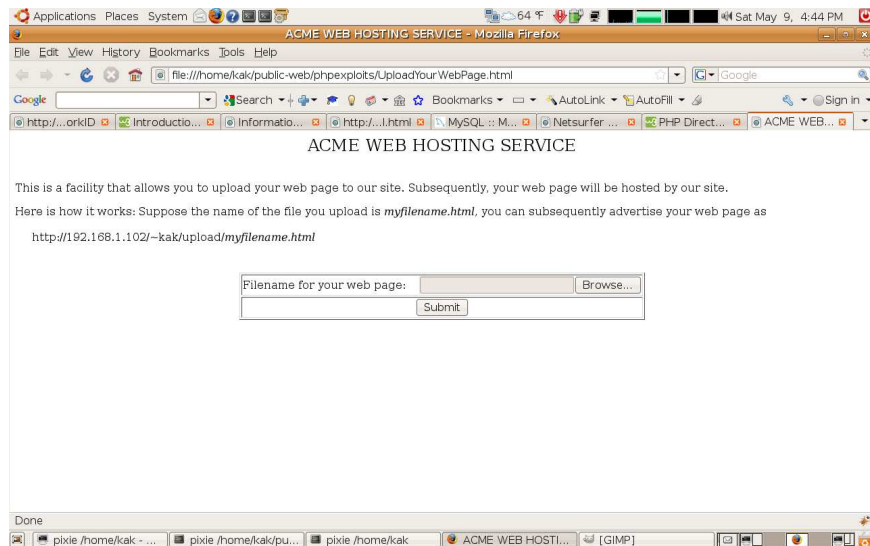 Applications Places System 64 °F Sat May 9, 4:44 PM
ACME WEB HOSTING SERVICE - Mozilla Firefox
File Edit View History Bookmarks Tools Help
file:///home/kak/public-web/phpexploits/UploadYourWebPage.html Google
Google Search Bookmarks AutoLink AutoFill Sign in
http:/...orkID Introductio... Informatio... http:/...l.html MySQL :: M... Netsurfer ... PHP Direct... ACME WEB...
ACME WEB HOSTING SERVICE
This is a facility that allows you to upload your web page to our site. Subsequently, your web page will be hosted by our site.
Here is how it works: Suppose the name of the file you upload is myfilename.html, you can subsequently advertise your web page as
http://192.168.1.102/~kak/upload/myfilename.html
Filename for your web page: Browse...
Submit
Done
pixie /home/kak - ... pixie /home/kak/pu... pixie /home/kak ACME WEB HOSTI... [GIMP]